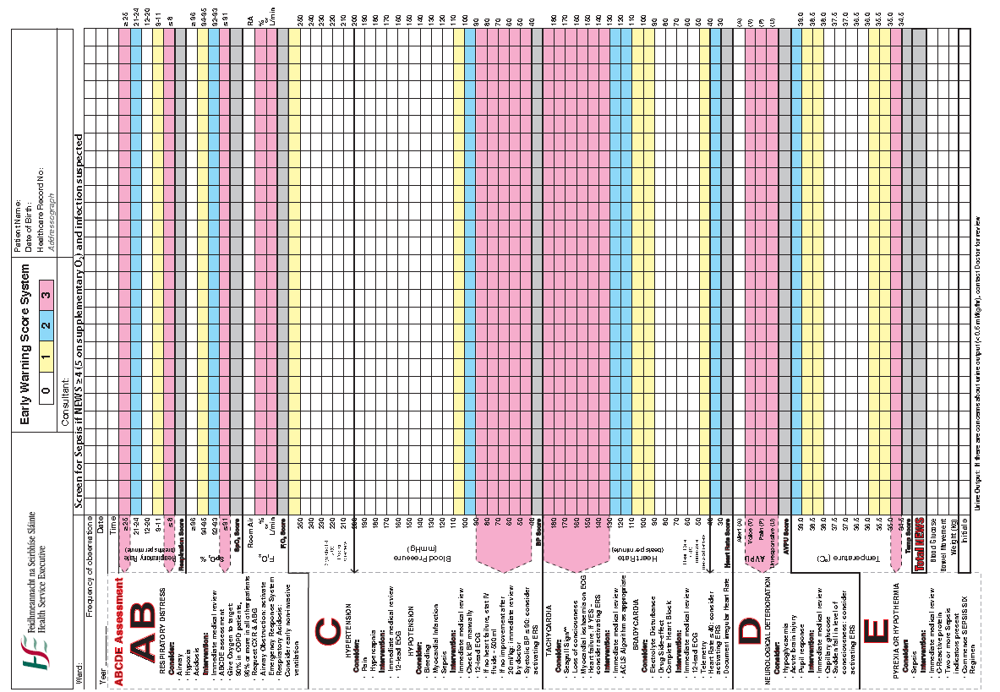 Feidhmeannacht na Seirbhíse Sláinte
Health Service Executive
Early Warning Score System
0 1 2 3
Patient Name:
Date of Birth:
Healthcare Record No:
Addressograph
Ward:
Consultant:
Screen for Sepsis if NEWS ≥ 4 (5 on supplementary O₂) and infection suspected
Frequency of observations
Year
Date
Time
ABCDE Assessment
AB
RESPIRATORY DISTRESS
Consider:
· Airway
· Hypoxia
· Acidosis
Intervention:
· Immediate medical review
· ABCDE assessment
· Give Oxygen to target
90% in COPD patients,
96% or more in all other patients
· Request CXR & ABG
· Airway Obstruction: activate
Emergency Response System
· Respiratory Acidosis:
Consider early non-invasive
ventilation
Respiratory Rate
(breaths per minute)
≥ 25
21-24
12-20
9-11
≤ 8
Respiration Score
SpO₂ %
≥ 96
94-95
92-93
≤ 91
SpO₂ Score
FiO₂
Room Air
%
or
L/min
FiO₂ Score
≥ 25
21-24
12-20
9-11
≤ 8
≥ 96
94-95
92-93
≤ 91
RA
%
or
L/min
C
HYPERTENSION
Consider:
· Pain
· Hypercapnia
Intervention:
· Immediate medical review
· 12-lead ECG
HYPOTENSION
Consider:
· Bleeding
· Myocardial Infarction
· Sepsis
Intervention:
· Immediate medical review
· Check BP manually
· 12-lead ECG
· If no heart failure, stat IV
fluids - 500ml
· If no improvement after
20ml/kg: Immediate review
by doctor
· Systolic BP ≤ 90: consider
activating ERS
Blood Pressure
(mmHg)
250
240
230
220
210
200
190
180
170
160
150
140
130
120
110
100
90
80
70
60
50
40
BP Score
250
240
230
220
210
200
190
180
170
160
150
140
130
120
110
100
90
80
70
60
50
40
TACHYCARDIA
Consider:
· Seagull Sign**
· Loss of consciousness
· Myocardial Ischaemia on ECG
· Heart failure. If YES -
consider activating ERS
Intervention:
· Immediate medical review
· 12-lead ECG
· ACLS Algorithm as appropriate
BRADYCARDIA
Consider:
· Electrolyte Disturbance
· Drug Side-effect
· Complete Heart Block
Intervention:
· Immediate medical review
· 12-lead ECG
· Telemetry
· Heart Rate ≤ 40: consider
activating ERS
· Document Irregular Heart Rate
Heart Rate
(beats per minute)
180
170
160
150
140
130
120
110
100
90
80
70
60
50
40
30
Heart Rate Score
180
170
160
150
140
130
120
110
100
90
80
70
60
50
40
30
D
NEUROLOGICAL DETERIORATION
Consider:
· Hypoglycaemia
· Acute Brain Injury
· Pupil response
Intervention:
· Immediate medical review
· Capillary glucose
· Sudden fall in level of
consciousness: consider
activating ERS
AVPU
Alert (A)
Voice (V)
Pain (P)
Unresponsive (U)
AVPU Score
(A)
(V)
(P)
(U)
E
PYREXIA OR HYPOTHERMIA
Consider:
· Sepsis
Intervention:
· Immediate medical review
· C-Reactive protein
· Two or more Sepsis
indicators present
· Commence SEPSIS SIX
Regimen
Temperature (°C)
39.0
38.5
38.0
37.5
37.0
36.5
36.0
35.5
35.0
34.5
Temp Score
39.0
38.5
38.0
37.5
37.0
36.5
36.0
35.5
35.0
34.5
Total NEWS
Blood Glucose
Bowel Movement
Weight (kg)
Initials
Urine Output: If there are concerns about urine output (<0.5 ml/kg/hr), contact Doctor for review